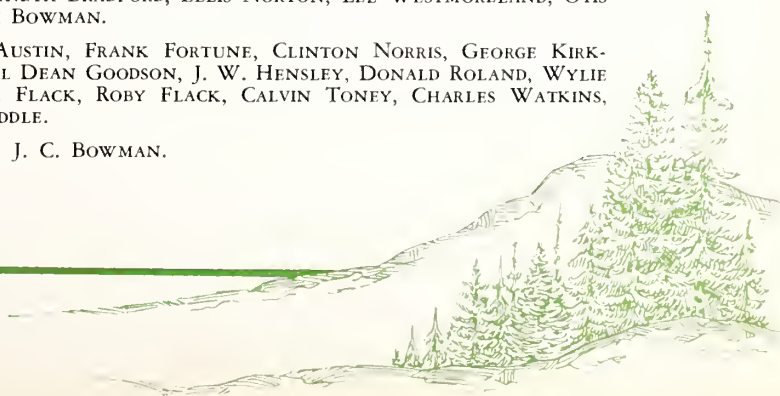 BRADFORD, ELLIS NORTON, LEE WESTMORELAND, OTIS
BOWMAN.
AUSTIN, FRANK FORTUNE, CLINTON NORRIS, GEORGE KIRK-
L DEAN GOODSON, J. W. HENSLEY, DONALD ROLAND, WYLIE
FLACK, ROBY FLACK, CALVIN TONEY, CHARLES WATKINS,
DDLE.
J. C. BOWMAN.